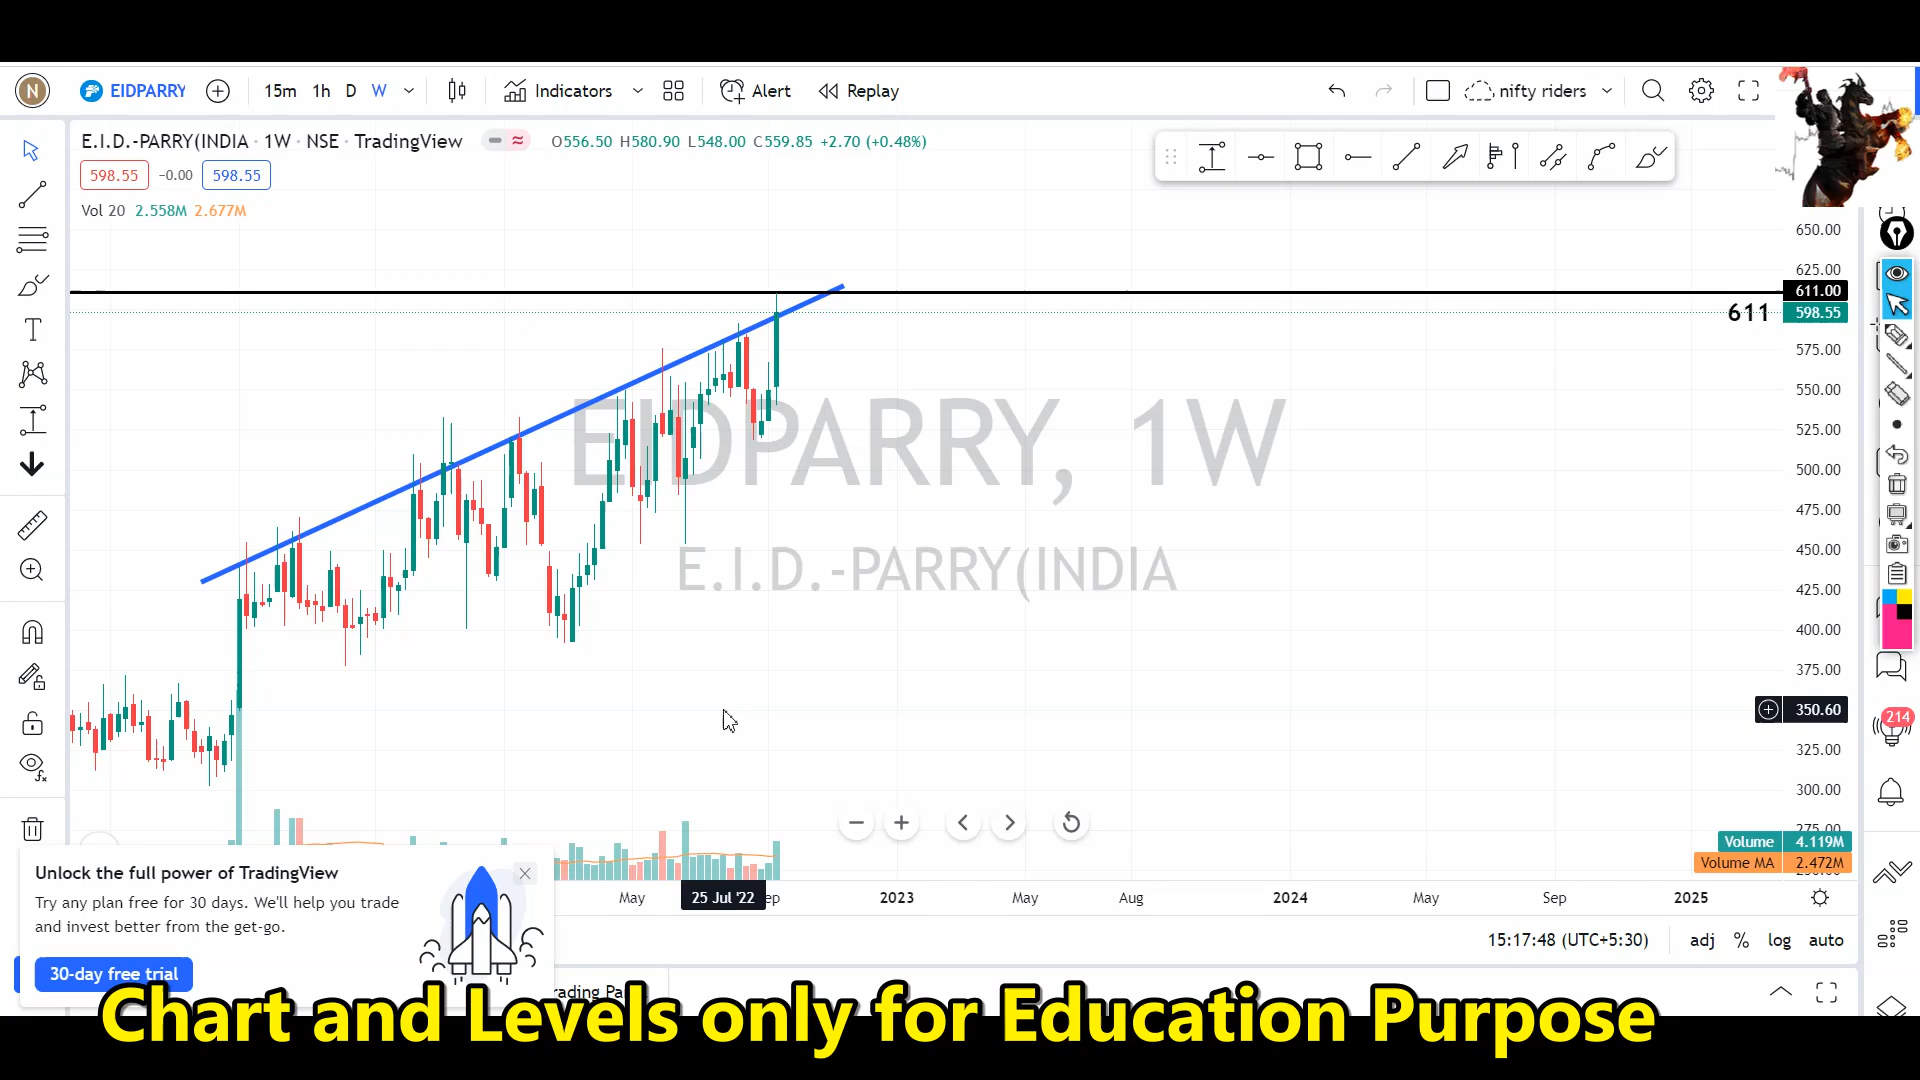 N EIDPARRY 15m 1h D W Indicators Alert Replay nifty riders
E.I.D.-PARRY(INDIA · 1W · NSE · TradingView O556.50 H580.90 L548.00 C559.85 +2.70 (+0.48%)
598.55 −0.00 598.55
Vol 20 2.558M 2.677M
650.00
625.00
611.00
611 598.55
575.00
550.00
525.00
500.00
475.00
450.00
425.00
400.00
375.00
350.60
325.00
300.00
275.00
EIDPARRY, 1W
E.I.D.-PARRY(INDIA
214
Volume 4.119M
Volume MA 2.472M
May 25 Jul '22 ep 2023 May Aug 2024 May Sep 2025
Unlock the full power of TradingView
Try any plan free for 30 days. We'll help you trade
and invest better from the get-go.
30-day free trial
15:17:48 (UTC+5:30) adj % log auto
rading Pa
Chart and Levels only for Education Purpose